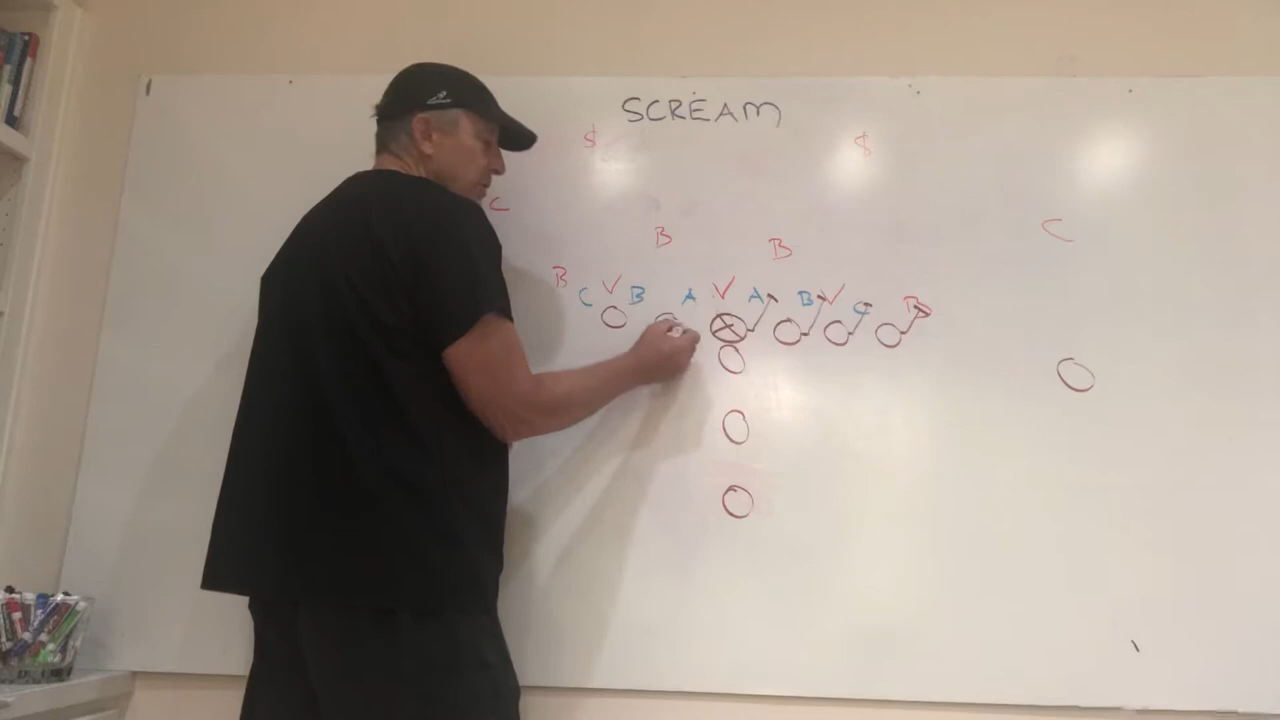 SCREAM
$ $
C C
B B
B V V V B
C B A A B C